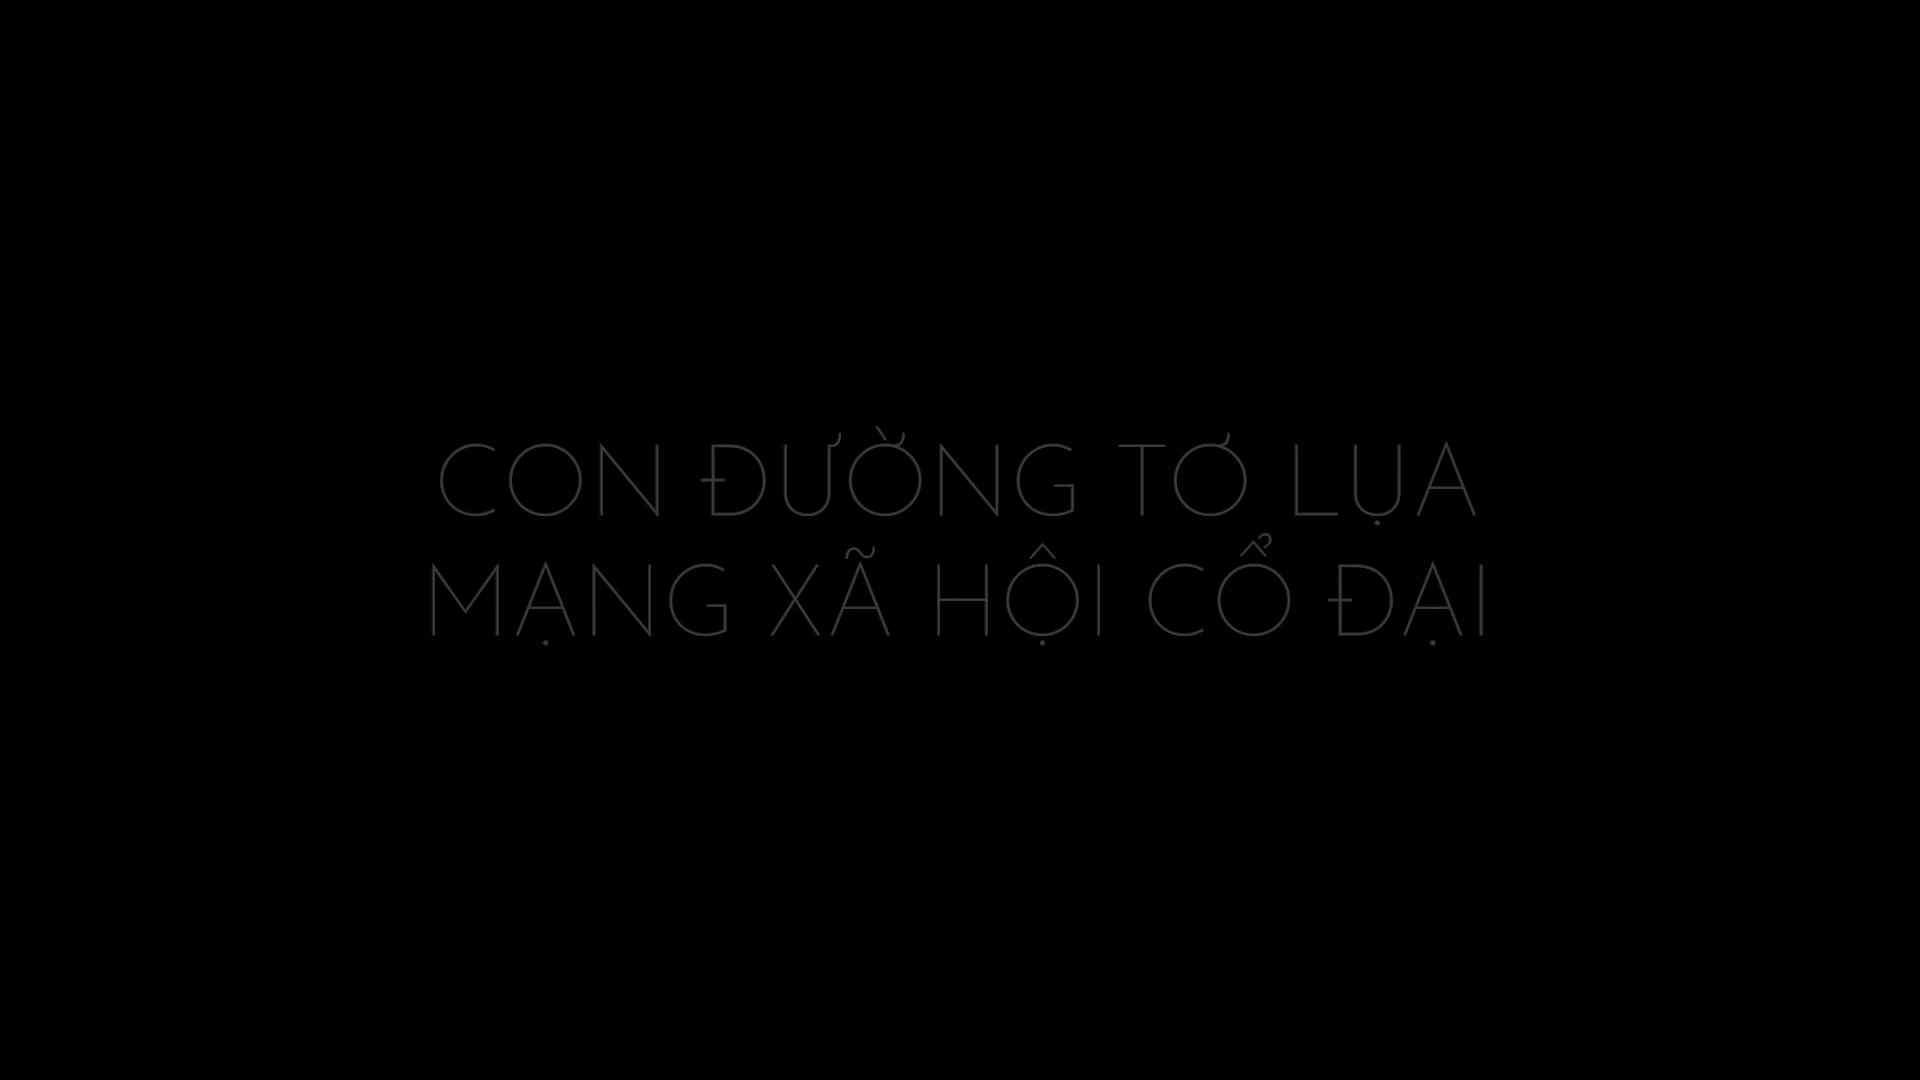 CON ĐƯỜNG TƠ LỤA
MẠNG XÃ HỘI CỔ ĐẠI